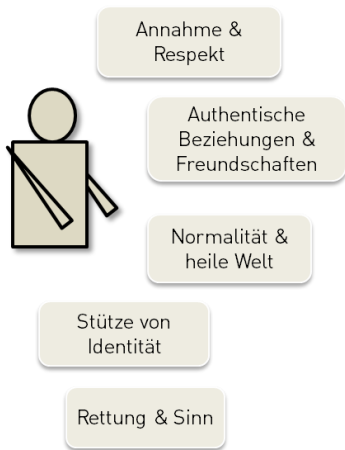 Annahme &
Respekt
Authentische
Beziehungen &
Freundschaften
Normalität &
heile Welt
Stütze von
Identität
Rettung & Sinn